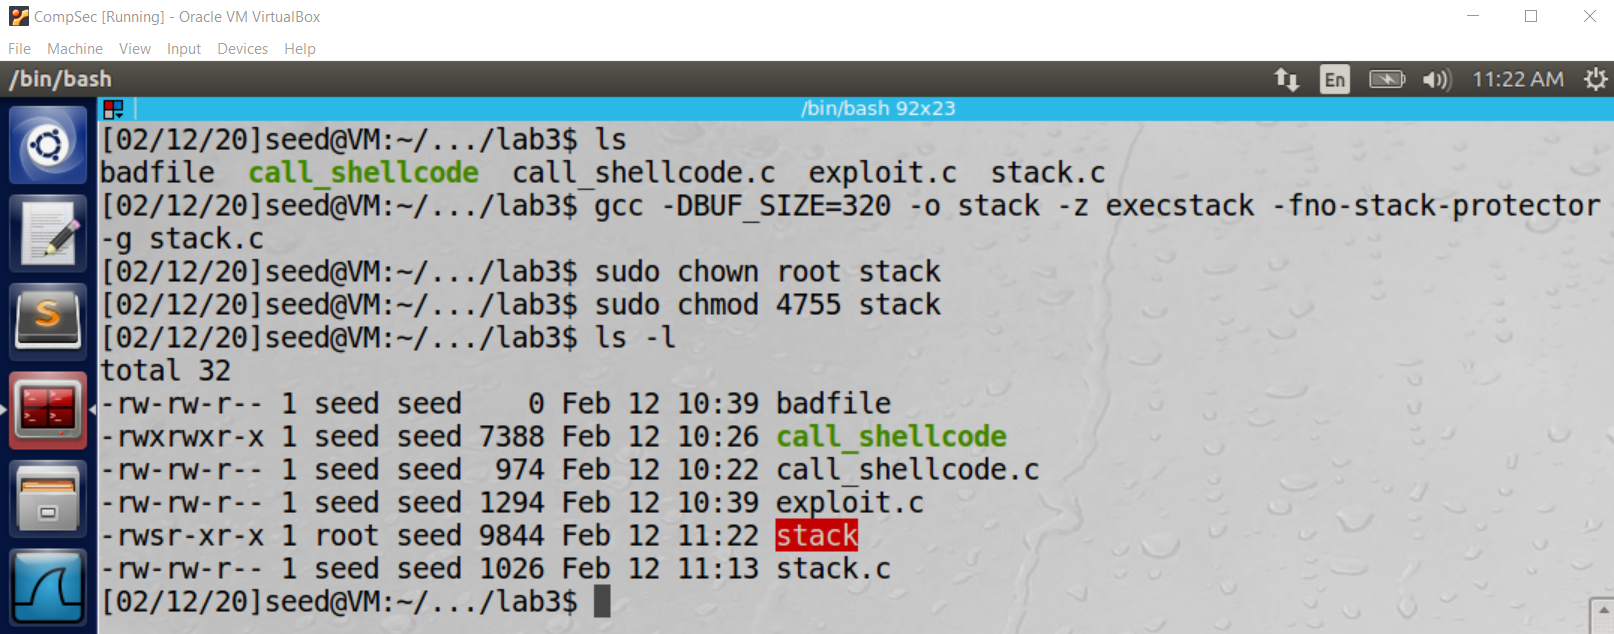 CompSec [Running] - Oracle VM VirtualBox
File Machine View Input Devices Help
/bin/bash En 11:22 AM
/bin/bash 92x23
[02/12/20]seed@VM:~/.../lab3$ ls
badfile call_shellcode call_shellcode.c exploit.c stack.c
[02/12/20]seed@VM:~/.../lab3$ gcc -DBUF_SIZE=320 -o stack -z execstack -fno-stack-protector
-g stack.c
[02/12/20]seed@VM:~/.../lab3$ sudo chown root stack
[02/12/20]seed@VM:~/.../lab3$ sudo chmod 4755 stack
[02/12/20]seed@VM:~/.../lab3$ ls -l
total 32
-rw-rw-r-- 1 seed seed 0 Feb 12 10:39 badfile
-rwxrwxr-x 1 seed seed 7388 Feb 12 10:26 call_shellcode
-rw-rw-r-- 1 seed seed 974 Feb 12 10:22 call_shellcode.c
-rw-rw-r-- 1 seed seed 1294 Feb 12 10:39 exploit.c
-rwsr-xr-x 1 root seed 9844 Feb 12 11:22 stack
-rw-rw-r-- 1 seed seed 1026 Feb 12 11:13 stack.c
[02/12/20]seed@VM:~/.../lab3$